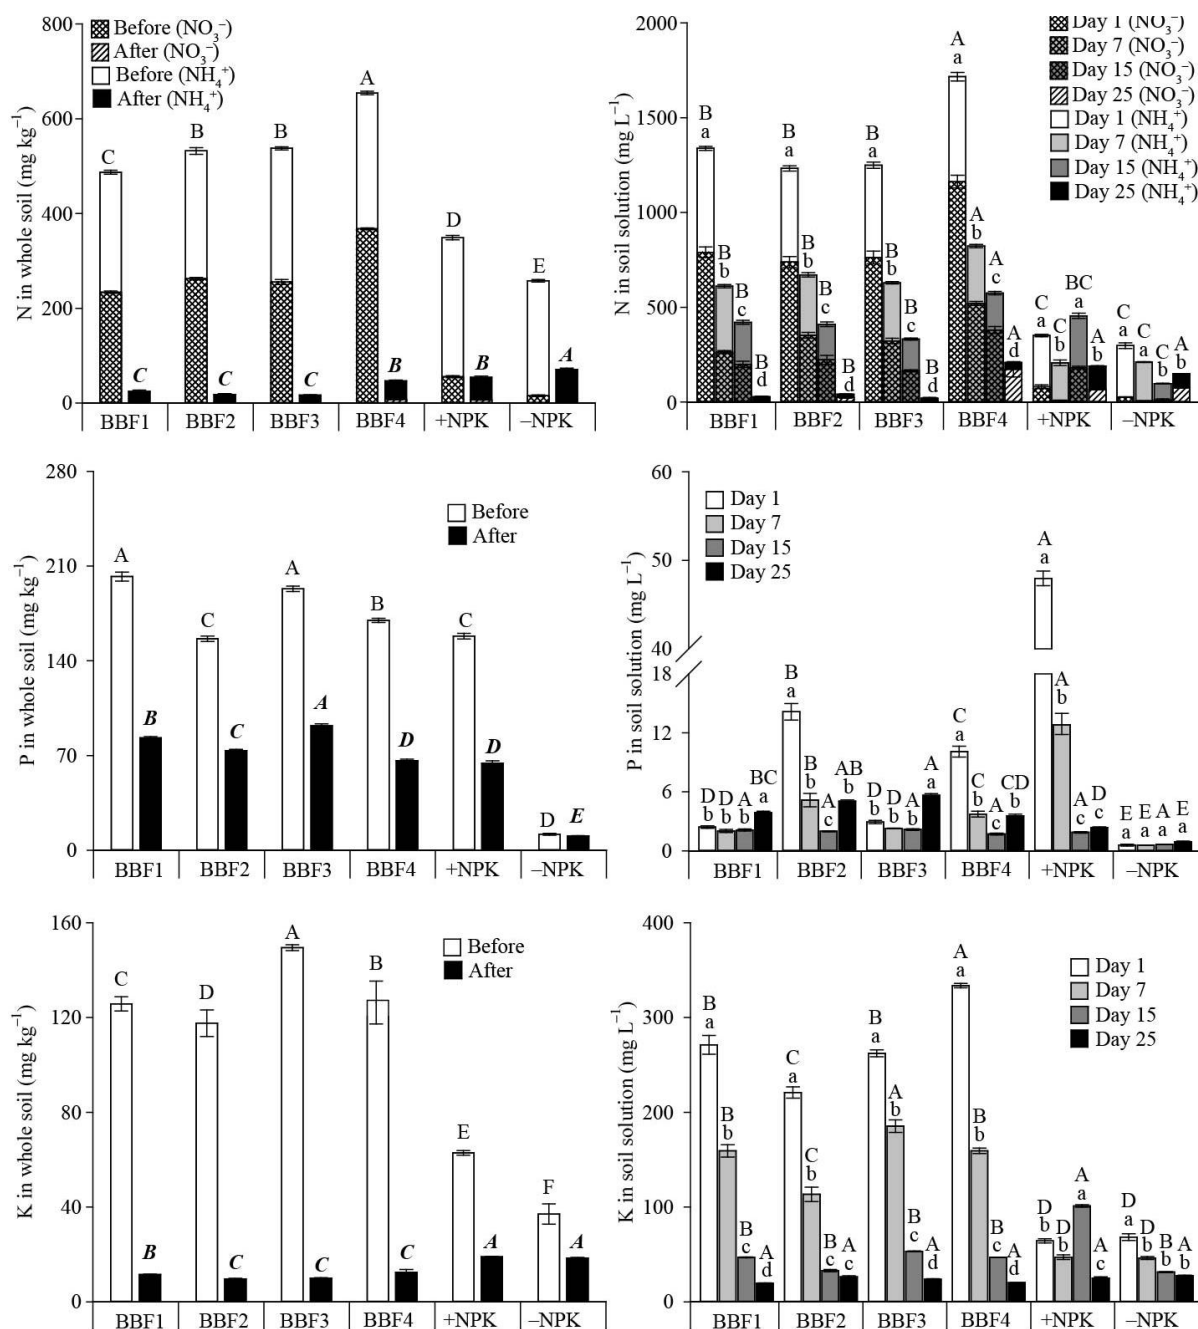 800
600
400
200
0
N in whole soil (mg kg⁻¹)
Before (NO₃⁻)
After (NO₃⁻)
Before (NH₄⁺)
After (NH₄⁺)
C B B A D E
C C C B B A
BBF1 BBF2 BBF3 BBF4 +NPK –NPK
2000
1500
1000
500
0
N in soil solution (mg L⁻¹)
Day 1 (NO₃⁻)
Day 7 (NO₃⁻)
Day 15 (NO₃⁻)
Day 25 (NO₃⁻)
Day 1 (NH₄⁺)
Day 7 (NH₄⁺)
Day 15 (NH₄⁺)
Day 25 (NH₄⁺)
B B B B B B B B B B B B A A A A C C BC A C C C A
a b c d a b c d a b c d a b c d a b a b a a c b
BBF1 BBF2 BBF3 BBF4 +NPK –NPK
280
210
140
70
0
P in whole soil (mg kg⁻¹)
Before
After
A C A B C D
B C A D D E
BBF1 BBF2 BBF3 BBF4 +NPK –NPK
60
50
40
18
12
6
0
P in soil solution (mg L⁻¹)
Day 1
Day 7
Day 15
Day 25
D D A BC B B A AB D D A A C C A CD A A A D E E A E
b b b a a b c b b b b a a b c b a b c c a a a a
BBF1 BBF2 BBF3 BBF4 +NPK –NPK
160
120
80
40
0
K in whole soil (mg kg⁻¹)
Before
After
C D A B E F
B C C C A A
BBF1 BBF2 BBF3 BBF4 +NPK –NPK
400
300
200
100
0
K in soil solution (mg L⁻¹)
Day 1
Day 7
Day 15
Day 25
B B B A C C B A B A B A A B B A D D A A D D B A
a b c d a b c c a b c d a b c d b b a c a b b b
BBF1 BBF2 BBF3 BBF4 +NPK –NPK